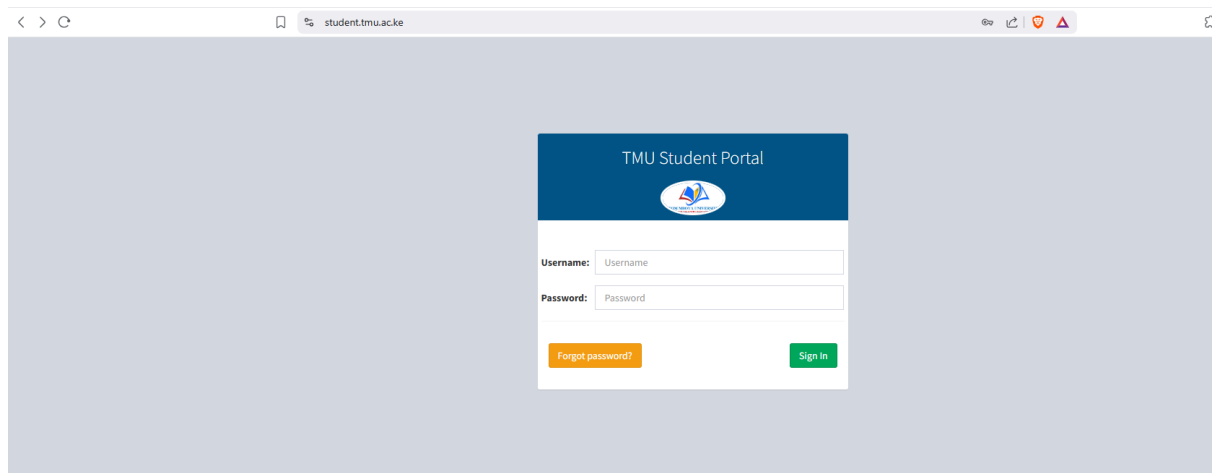 student.tmu.ac.ke
TMU Student Portal
Username: Username
Password: Password
Forgot password? Sign In